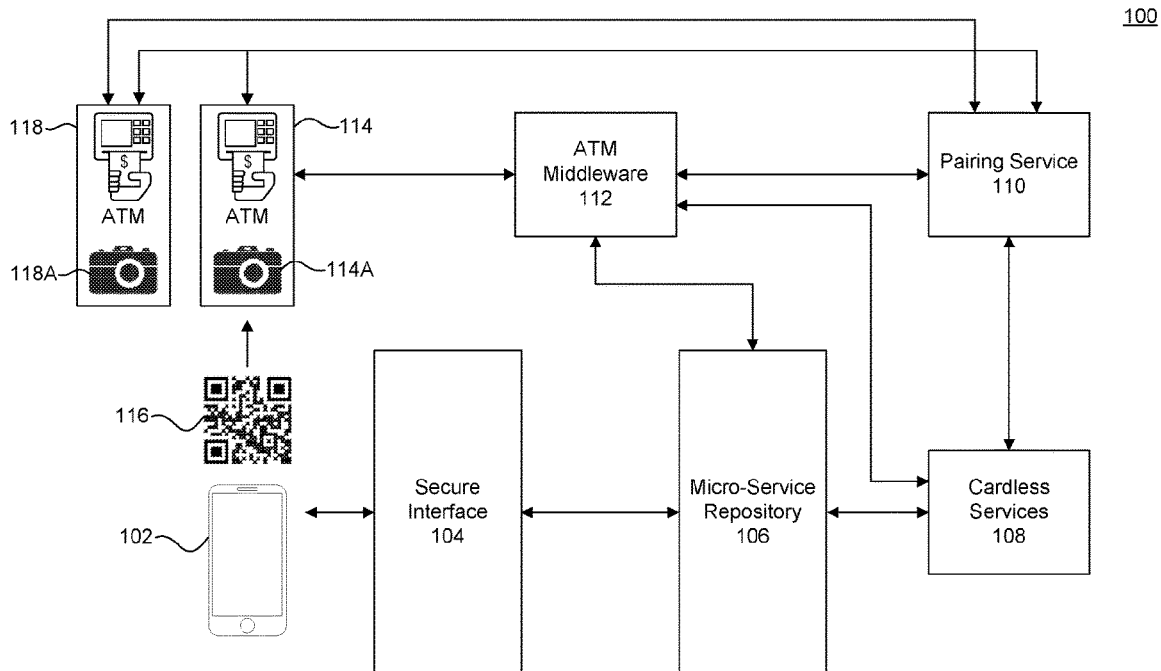 100
118
114
$
$
ATM
ATM
118A
114A
ATM
Middleware
112
Pairing Service
110
116
102
Secure
Interface
104
Micro-Service
Repository
106
Cardless
Services
108